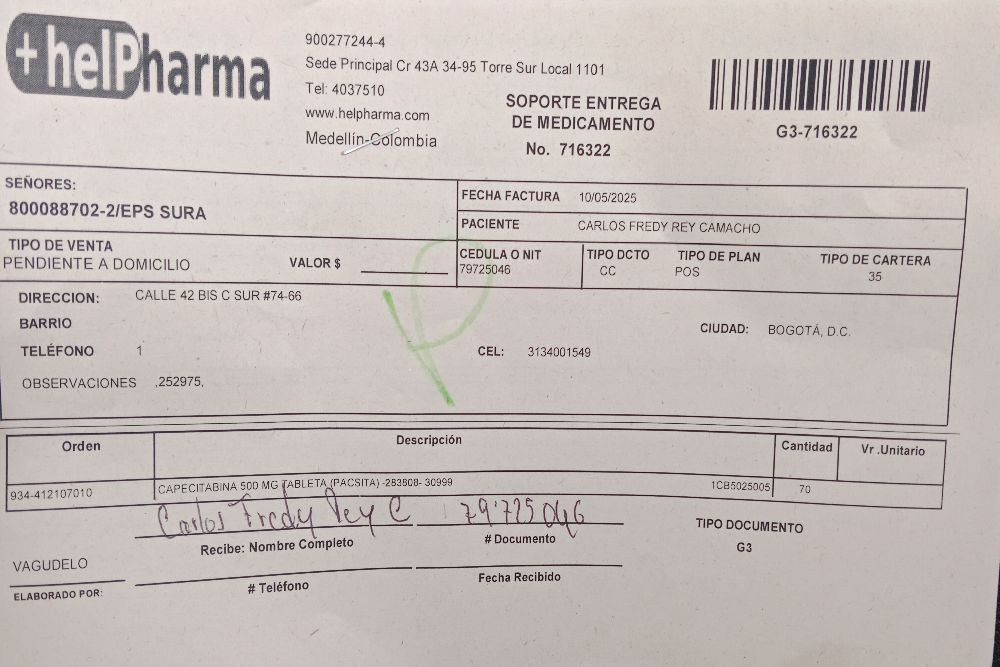 +helPharma
900277244-4
Sede Principal Cr 43A 34-95 Torre Sur Local 1101
Tel: 4037510
www.helpharma.com
Medellín-Colombia
SOPORTE ENTREGA
DE MEDICAMENTO
No. 716322
G3-716322
SEÑORES:
800088702-2/EPS SURA
FECHA FACTURA 10/05/2025
PACIENTE CARLOS FREDY REY CAMACHO
TIPO DE VENTA
PENDIENTE A DOMICILIO
VALOR $
CEDULA O NIT
79725046
TIPO DCTO
CC
TIPO DE PLAN
POS
TIPO DE CARTERA
35
DIRECCION: CALLE 42 BIS C SUR #74-66
BARRIO
CIUDAD: BOGOTÁ, D.C.
TELÉFONO 1
CEL: 3134001549
OBSERVACIONES ,252975,
Orden Descripción Cantidad Vr .Unitario
934-412107010 CAPECITABINA 500 MG TABLETA (PACSITA) -283808- 30999 1CB5025005 70
Carlos Fredy Rey C 79'725046
Recibe: Nombre Completo # Documento
TIPO DOCUMENTO
G3
VAGUDELO
ELABORADO POR:
# Teléfono
Fecha Recibido